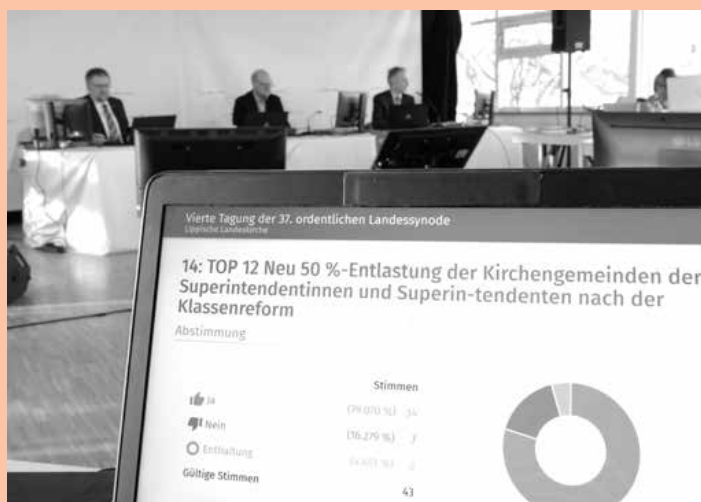 Vierte Tagung der 37. ordentlichen Landessynode
Lippische Landeskirche
14: TOP 12 Neu 50 %-Entlastung der Kirchengemeinden der
Superintendentinnen und Superin-tendenten nach der
Klassenreform
Abstimmung
Stimmen
Ja (79.070 %) 34
Nein (16.279 %) 7
Enthaltung (4.651 %) 2
Gültige Stimmen
43